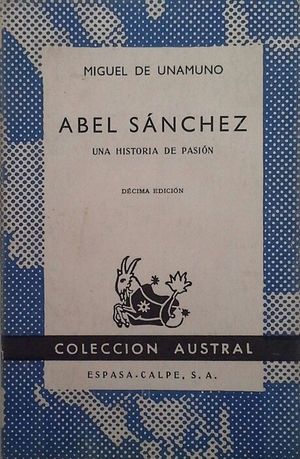 MIGUEL DE UNAMUNO
ABEL SÁNCHEZ
UNA HISTORIA DE PASIÓN
DÉCIMA EDICIÓN
COLECCION AUSTRAL
ESPASA-CALPE, S. A.